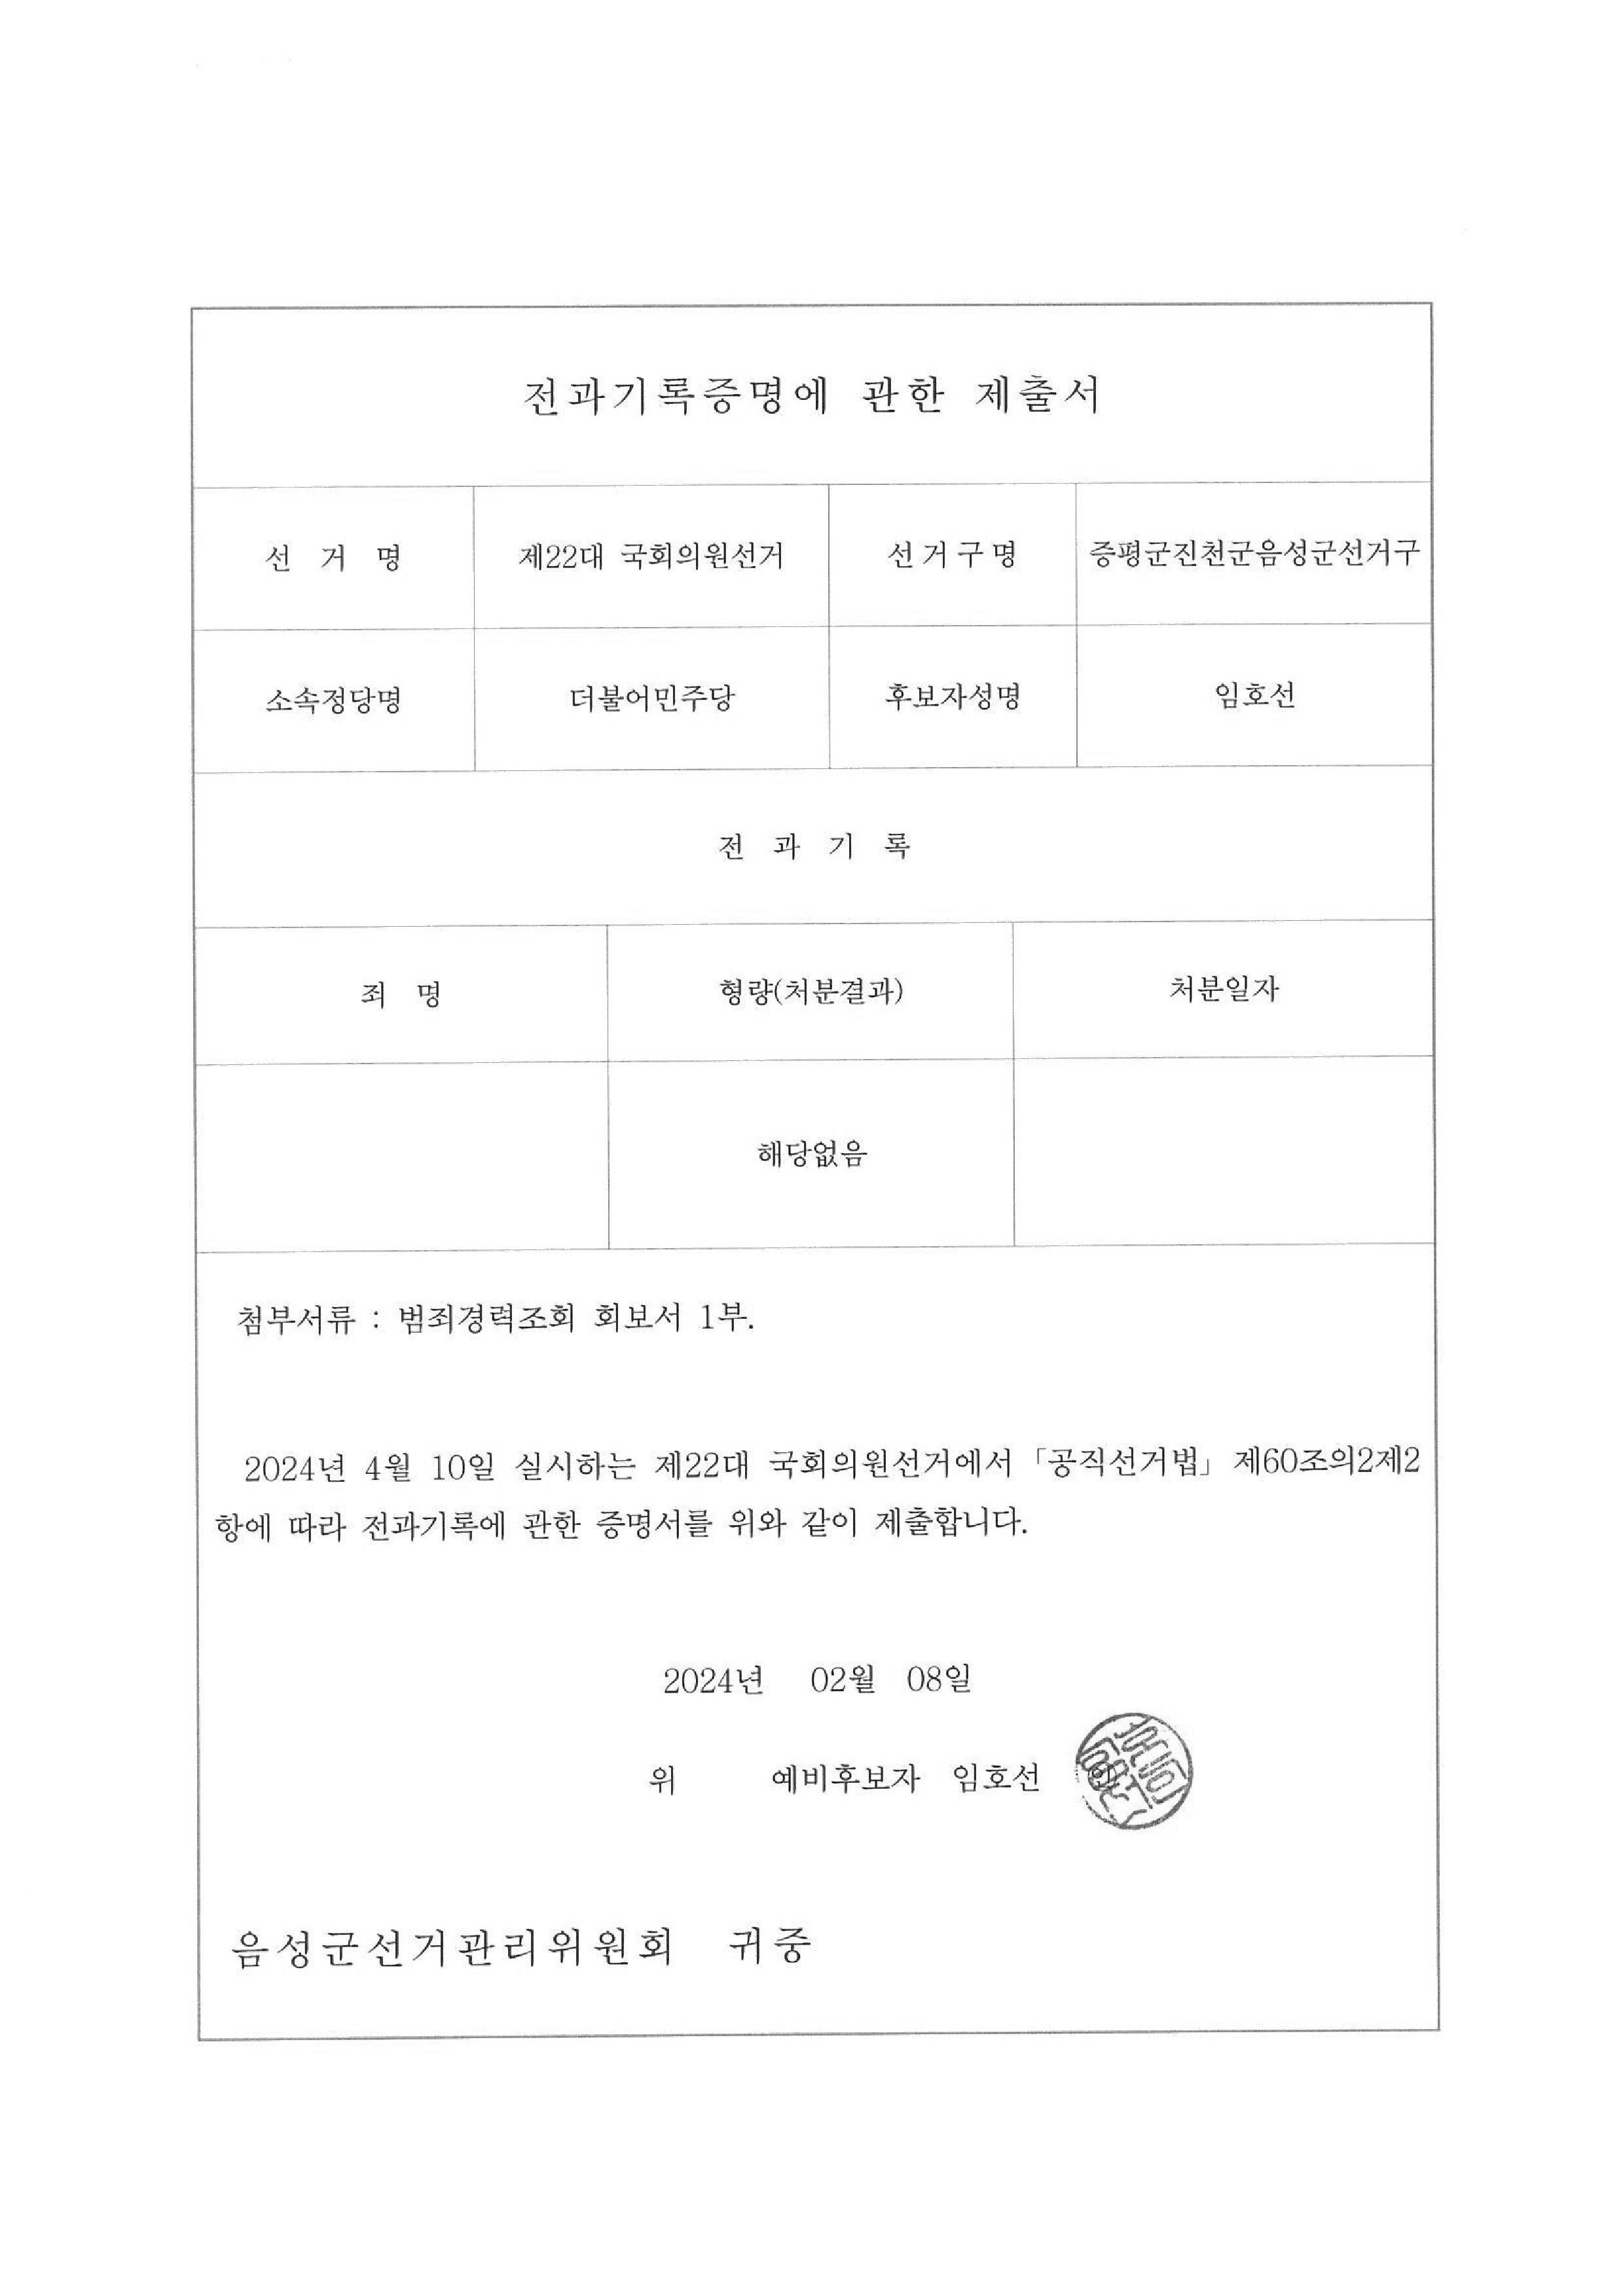 전과기록증명에 관한 제출서
선 거 명 제22대 국회의원선거 선거구명 증평군진천군음성군선거구
소속정당명 더불어민주당 후보자성명 임호선
전 과 기 록
죄 명 형량(처분결과) 처분일자
해당없음
첨부서류 : 범죄경력조회 회보서 1부.
2024년 4월 10일 실시하는 제22대 국회의원선거에서 「공직선거법」 제60조의2제2
항에 따라 전과기록에 관한 증명서를 위와 같이 제출합니다.
2024년 02월 08일
위 예비후보자 임호선
음성군선거관리위원회 귀중